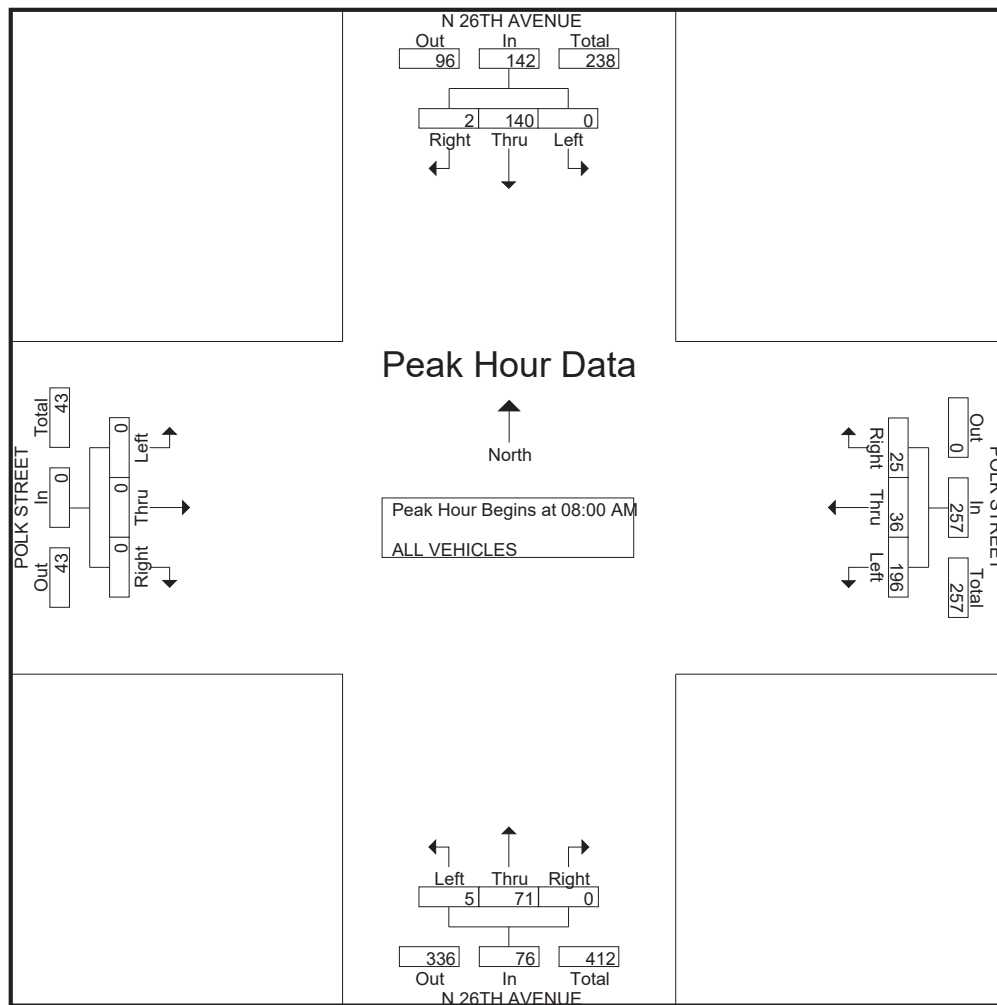 N 26TH AVENUE
Out In Total
96 142 238
2 140 0
Right Thru Left
Peak Hour Data
North
Peak Hour Begins at 08:00 AM
ALL VEHICLES
POLK STREET
Out In Total
43 0 43
0 0 0
Left Thru Right
POLK STREET
Out In Total
0 257 257
25 36 196
Right Thru Left
Left Thru Right
5 71 0
336 76 412
Out In Total
N 26TH AVENUE